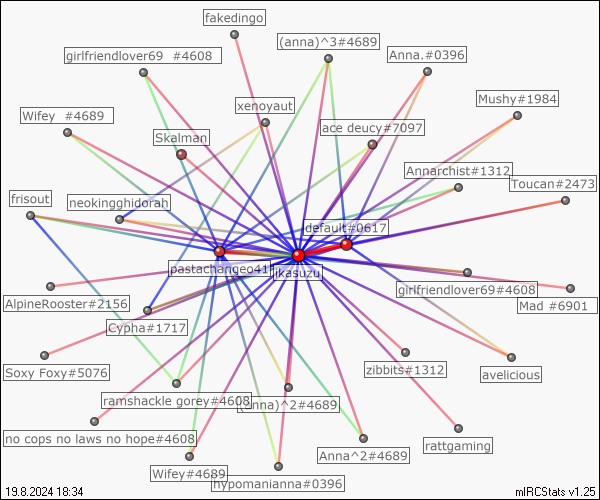 fakedingo
(anna)^3#4689
girlfriendlover69 #4608
Anna.#0396
Mushy#1984
xenoyaut
Wifey #4689
ace deucy#7097
Skalman
Annarchist#1312
Toucan#2473
frisout
neokingghidorah
default#0617
pastachangeo41
jikasuzu
girlfriendlover69#4608
AlpineRooster#2156
Mad #6901
Cypha#1717
zibbits#1312
avelicious
Soxy Foxy#5076
ramshackle gorey#4608
(anna)^2#4689
no cops no laws no hope#4608
rattgaming
Anna^2#4689
Wifey#4689
hypomanianna#0396
19.8.2024 18:34
mIRCStats v1.25